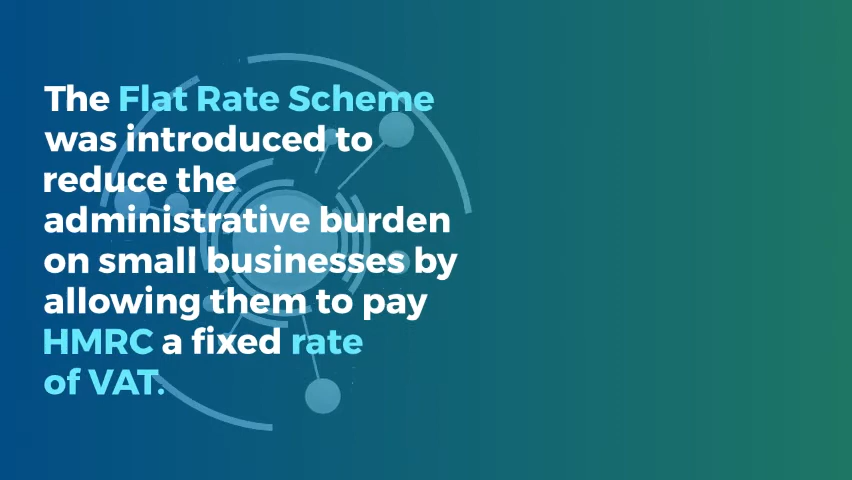 The Flat Rate Scheme
was introduced to
reduce the
administrative burden
on small businesses by
allowing them to pay
HMRC a fixed rate
of VAT.